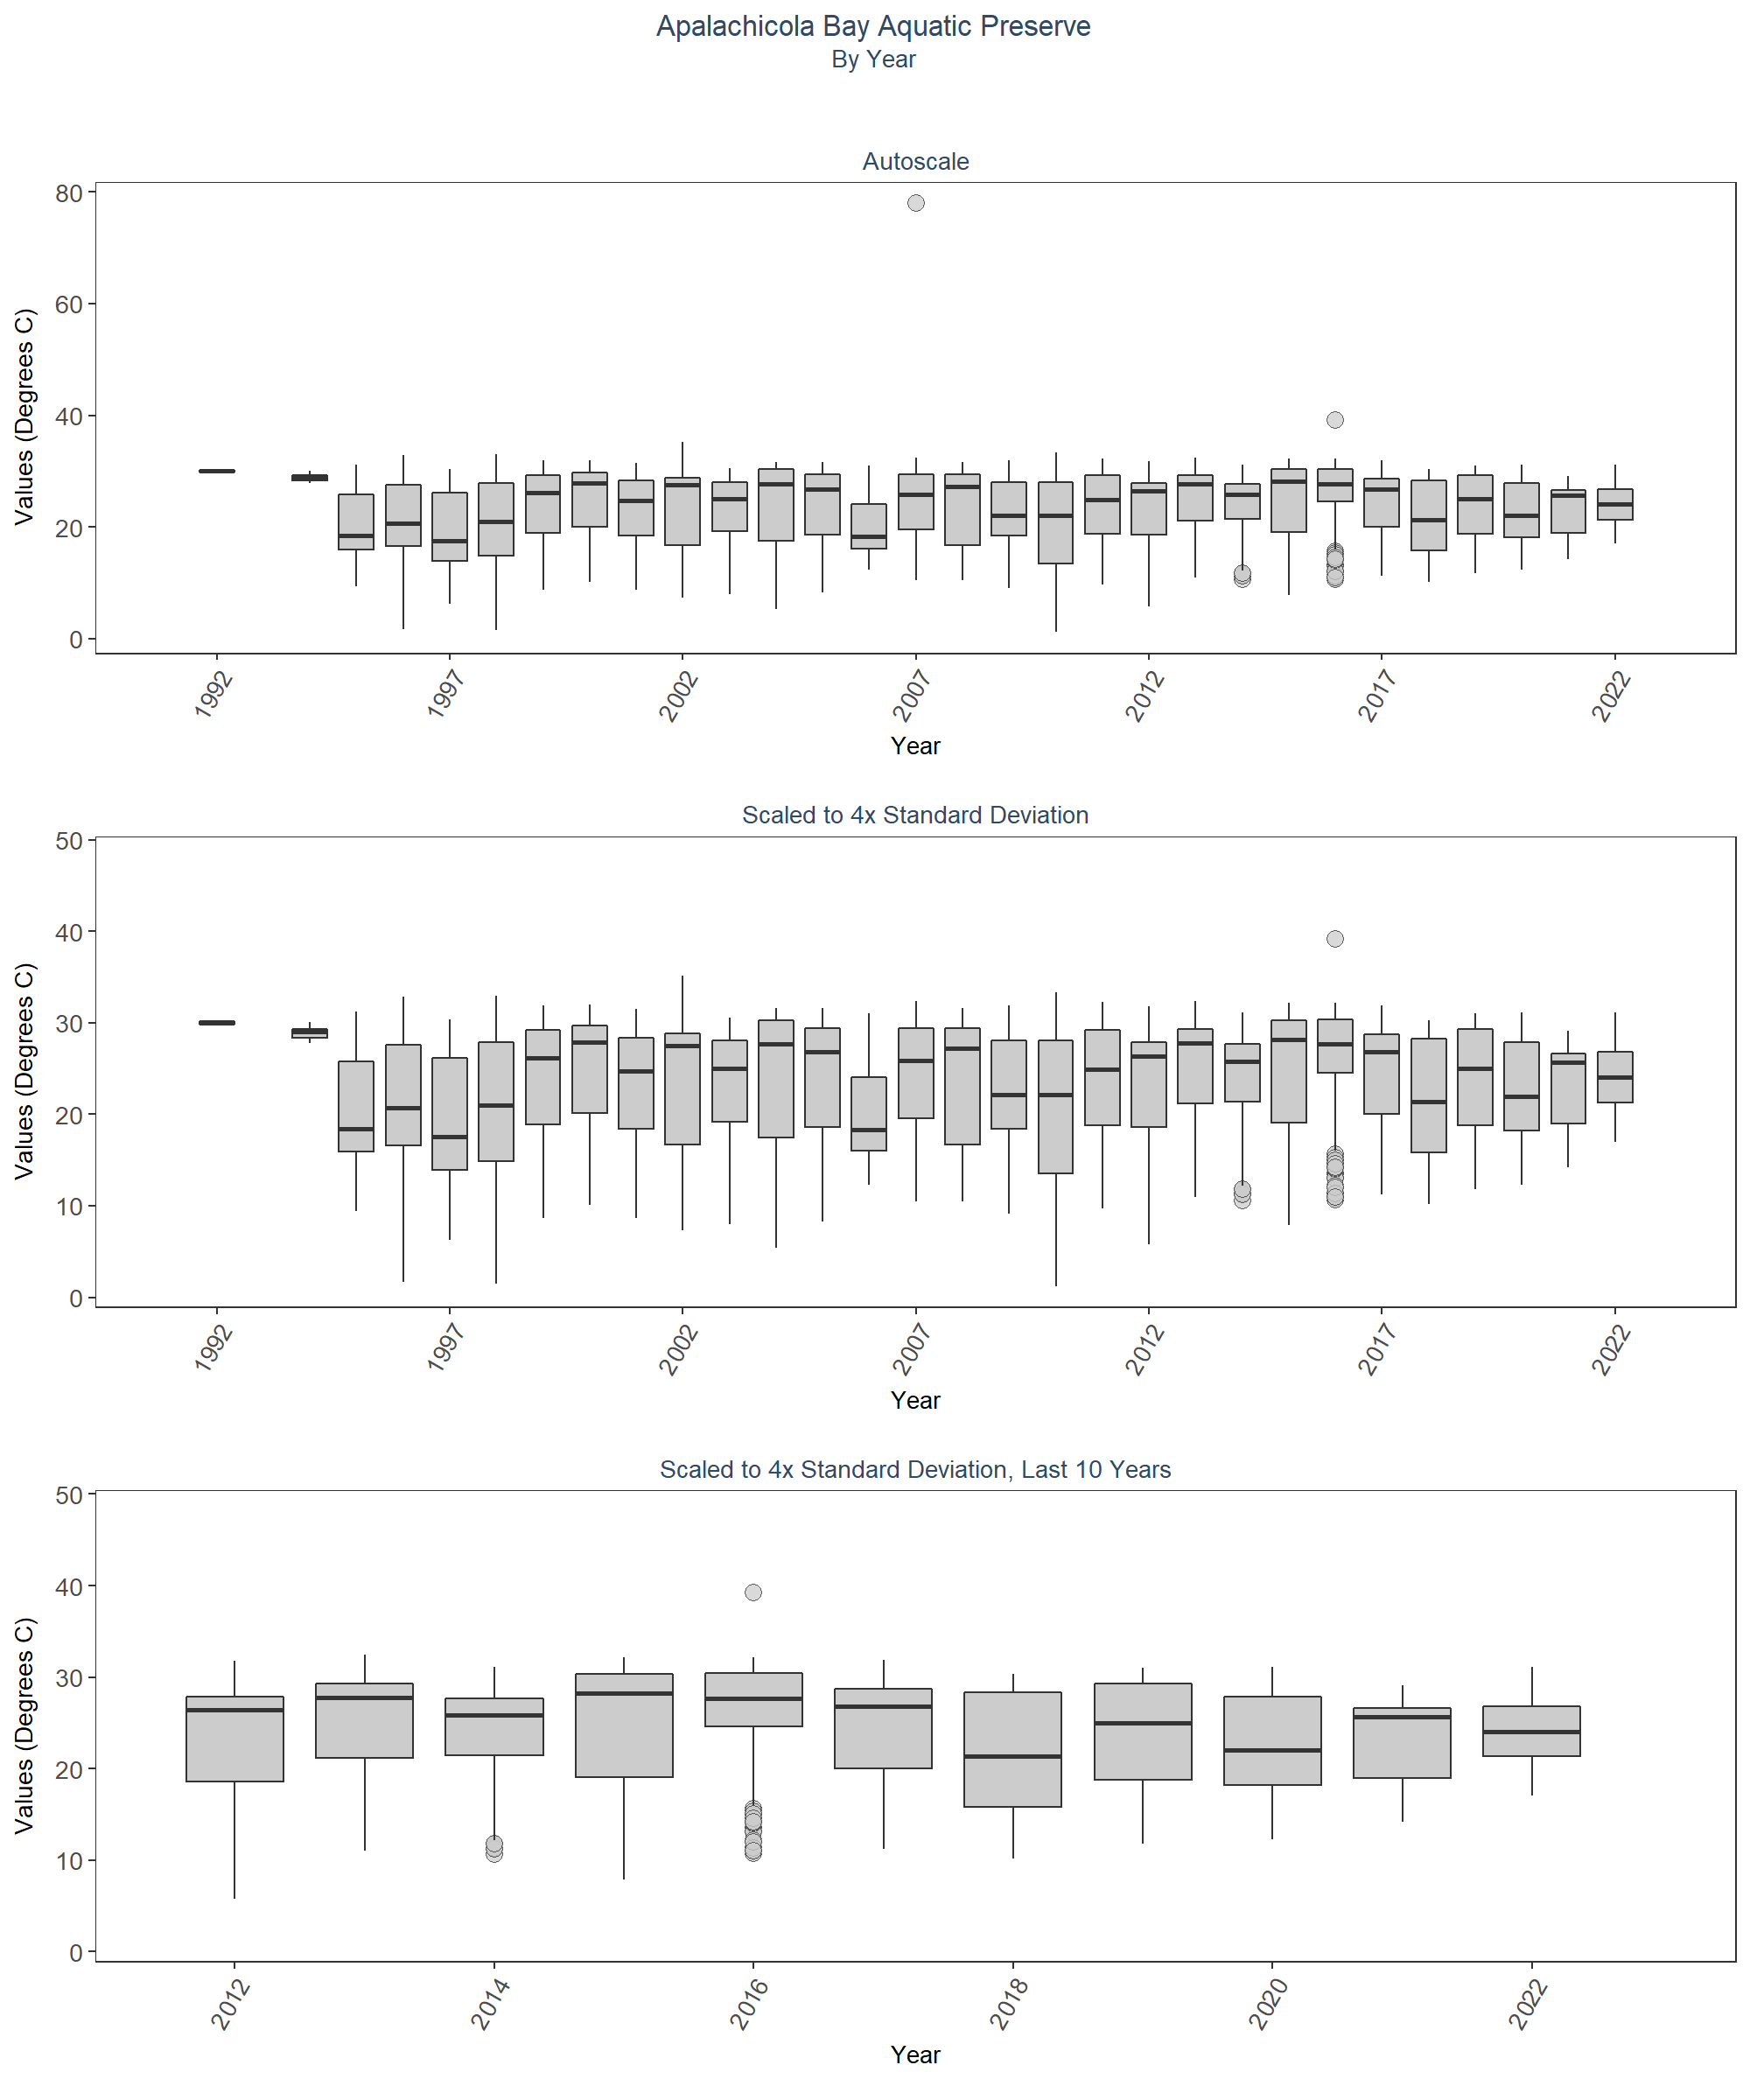 Apalachicola Bay Aquatic Preserve
By Year
Autoscale
Values (Degrees C)
80
60
40
20
0
1992 1997 2002 2007 2012 2017 2022
Year
Scaled to 4x Standard Deviation
Values (Degrees C)
50
40
30
20
10
0
1992 1997 2002 2007 2012 2017 2022
Year
Scaled to 4x Standard Deviation, Last 10 Years
Values (Degrees C)
50
40
30
20
10
0
2012 2014 2016 2018 2020 2022
Year